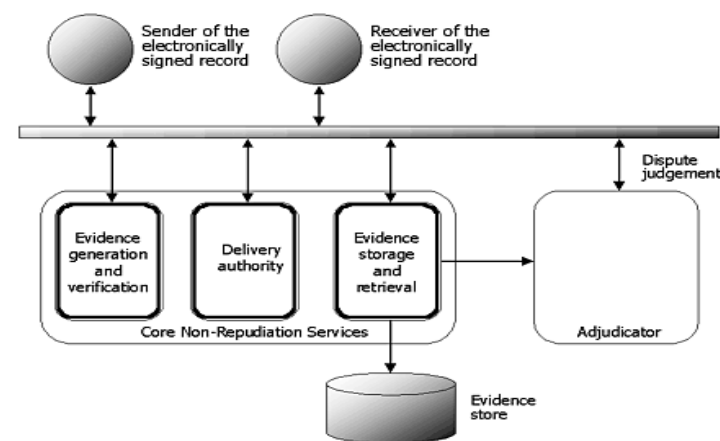 Sender of the
electronically
signed record
Receiver of the
electronically
signed record
Dispute
judgement
Evidence
generation
and
verification
Delivery
authority
Evidence
storage
and
retrieval
Core Non-Repudiation Services
Adjudicator
Evidence
store